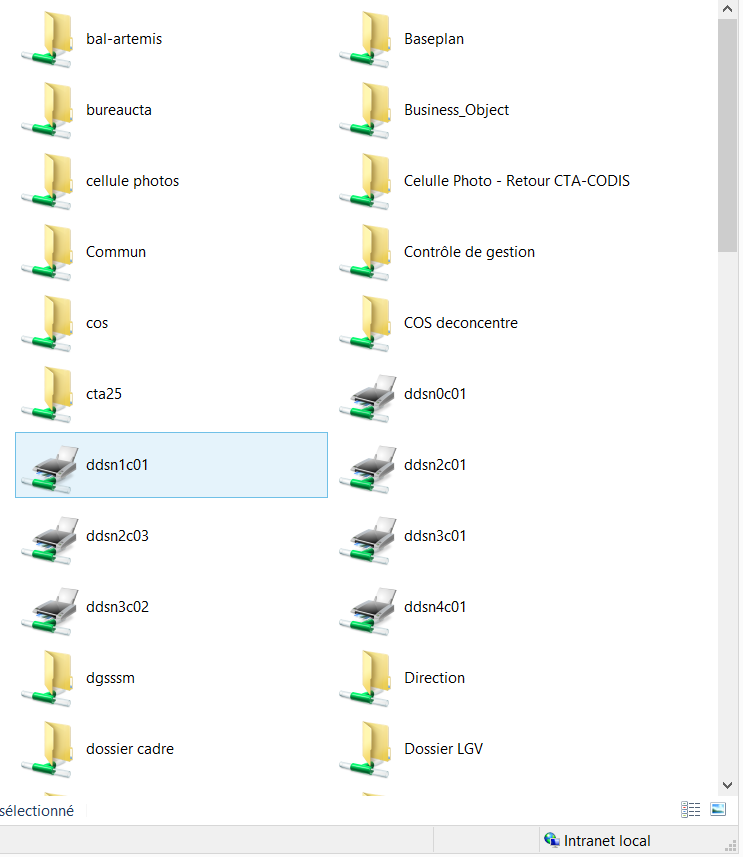 bal-artemis
Baseplan
bureaucta
Business_Object
cellule photos
Celulle Photo - Retour CTA-CODIS
Commun
Contrôle de gestion
cos
COS deconcentre
cta25
ddsn0c01
ddsn1c01
ddsn2c01
ddsn2c03
ddsn3c01
ddsn3c02
ddsn4c01
dgsssm
Direction
dossier cadre
Dossier LGV
sélectionné
Intranet local